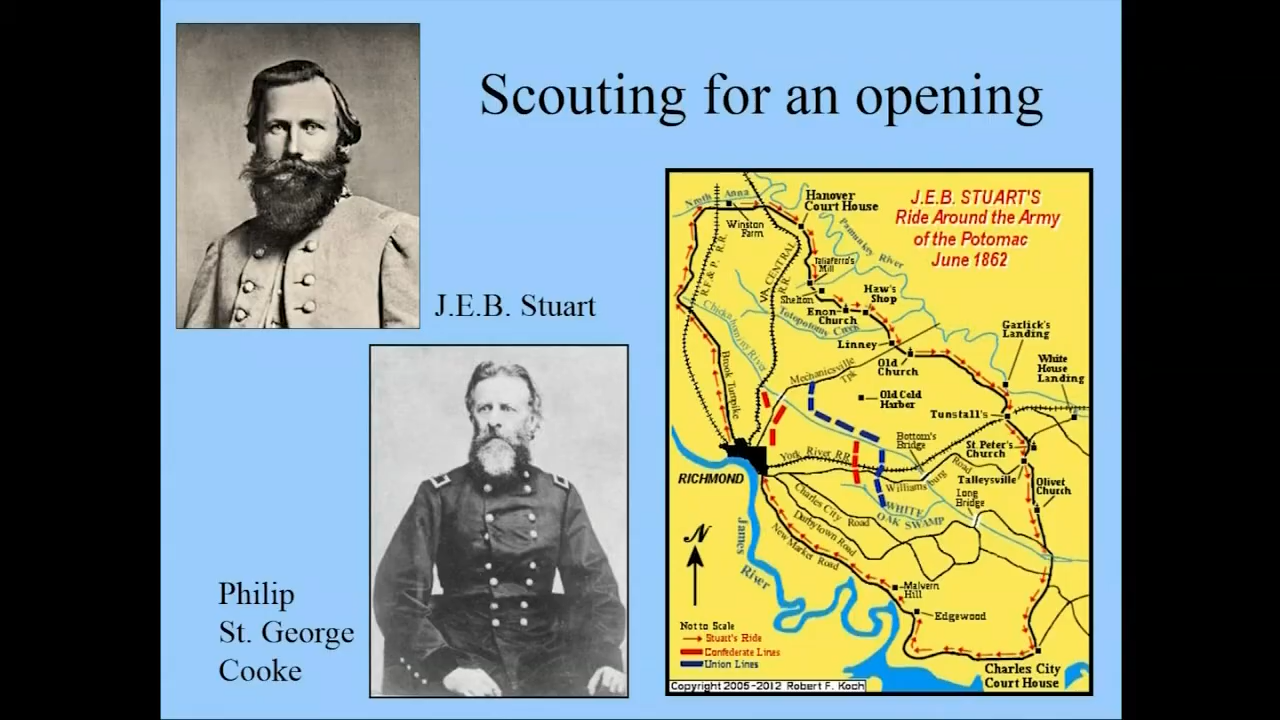 Scouting for an opening
J.E.B. Stuart
Philip
St. George
Cooke
J.E.B. STUART'S
Ride Around the Army
of the Potomac
June 1862
North Anna
Hanover
Court House
Winston
Farm
Pamunkey River
R.F.& P. R.R.
VA CENTRAL
R.R.
Taliaferro's
Mill
Shelton
Haw's
Shop
Enon
Church
Totopotomy Creek
Chickahominy River
Linney
Old
Church
Garlick's
Landing
White
House
Landing
Mechanicsville
Tpk
Brook Turnpike
Old Cold
Harbor
Tunstall's
Bottom's
Bridge
St. Peter's
Church
York River RR
RICHMOND
Williamsburg Road
Talleysville
Olivet
Church
Long
Bridge
WHITE
OAK SWAMP
Charles City Road
Darbytown Road
New Market Road
James River
N
Malvern
Hill
Edgewood
Not to Scale
Stuart's Ride
Confederate Lines
Union Lines
Charles City
Court House
Copyright 2005-2012 Robert F. Koch